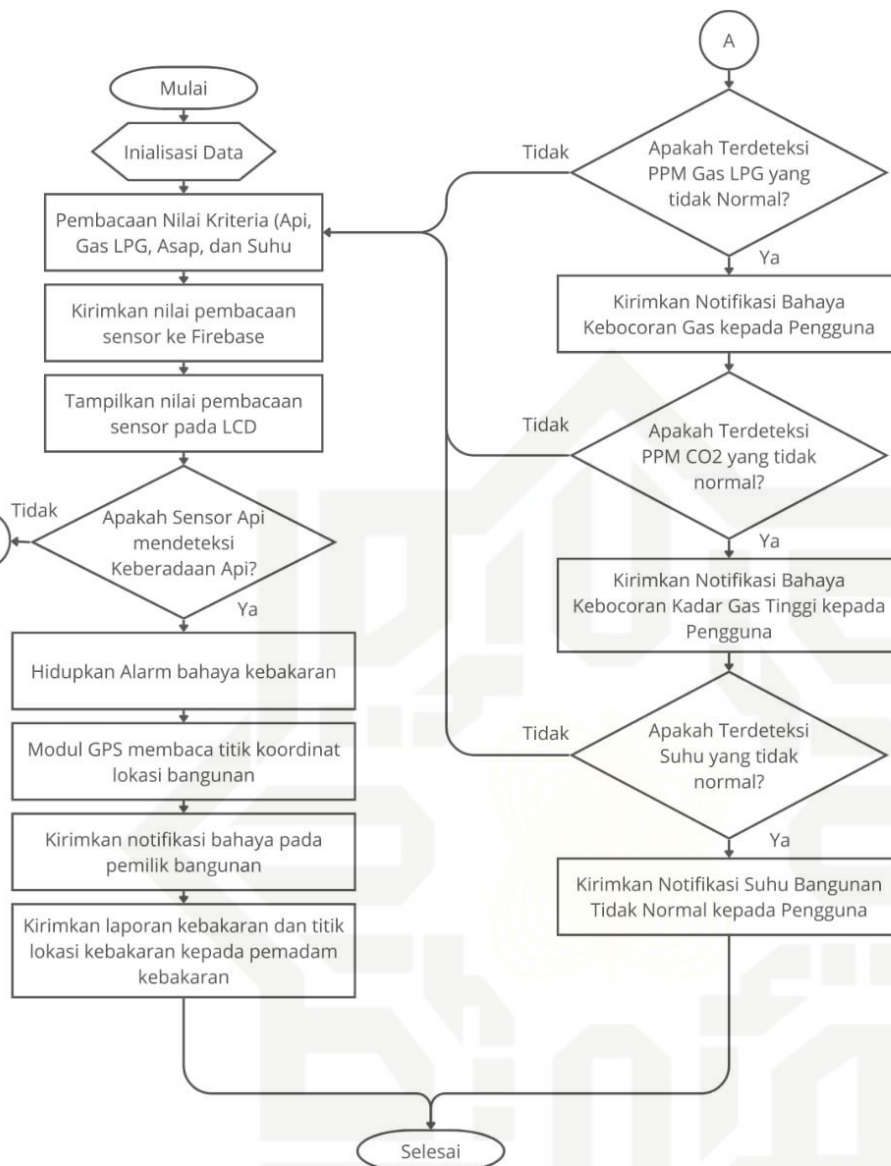 Mulai
Inialisasi Data
Pembacaan Nilai Kriteria (Api,
Gas LPG, Asap, dan Suhu
Kirimkan nilai pembacaan
sensor ke Firebase
Tampilkan nilai pembacaan
sensor pada LCD
Tidak
Apakah Sensor Api
mendeteksi
Keberadaan Api?
Ya
Hidupkan Alarm bahaya kebakaran
Modul GPS membaca titik koordinat
lokasi bangunan
Kirimkan notifikasi bahaya pada
pemilik bangunan
Kirimkan laporan kebakaran dan titik
lokasi kebakaran kepada pemadam
kebakaran
A
Tidak
Apakah Terdeteksi
PPM Gas LPG yang
tidak Normal?
Ya
Kirimkan Notifikasi Bahaya
Kebocoran Gas kepada Pengguna
Tidak
Apakah Terdeteksi
PPM CO2 yang tidak
normal?
Ya
Kirimkan Notifikasi Bahaya
Kebocoran Kadar Gas Tinggi kepada
Pengguna
Tidak
Apakah Terdeteksi
Suhu yang tidak
normal?
Ya
Kirimkan Notifikasi Suhu Bangunan
Tidak Normal kepada Pengguna
Selesai